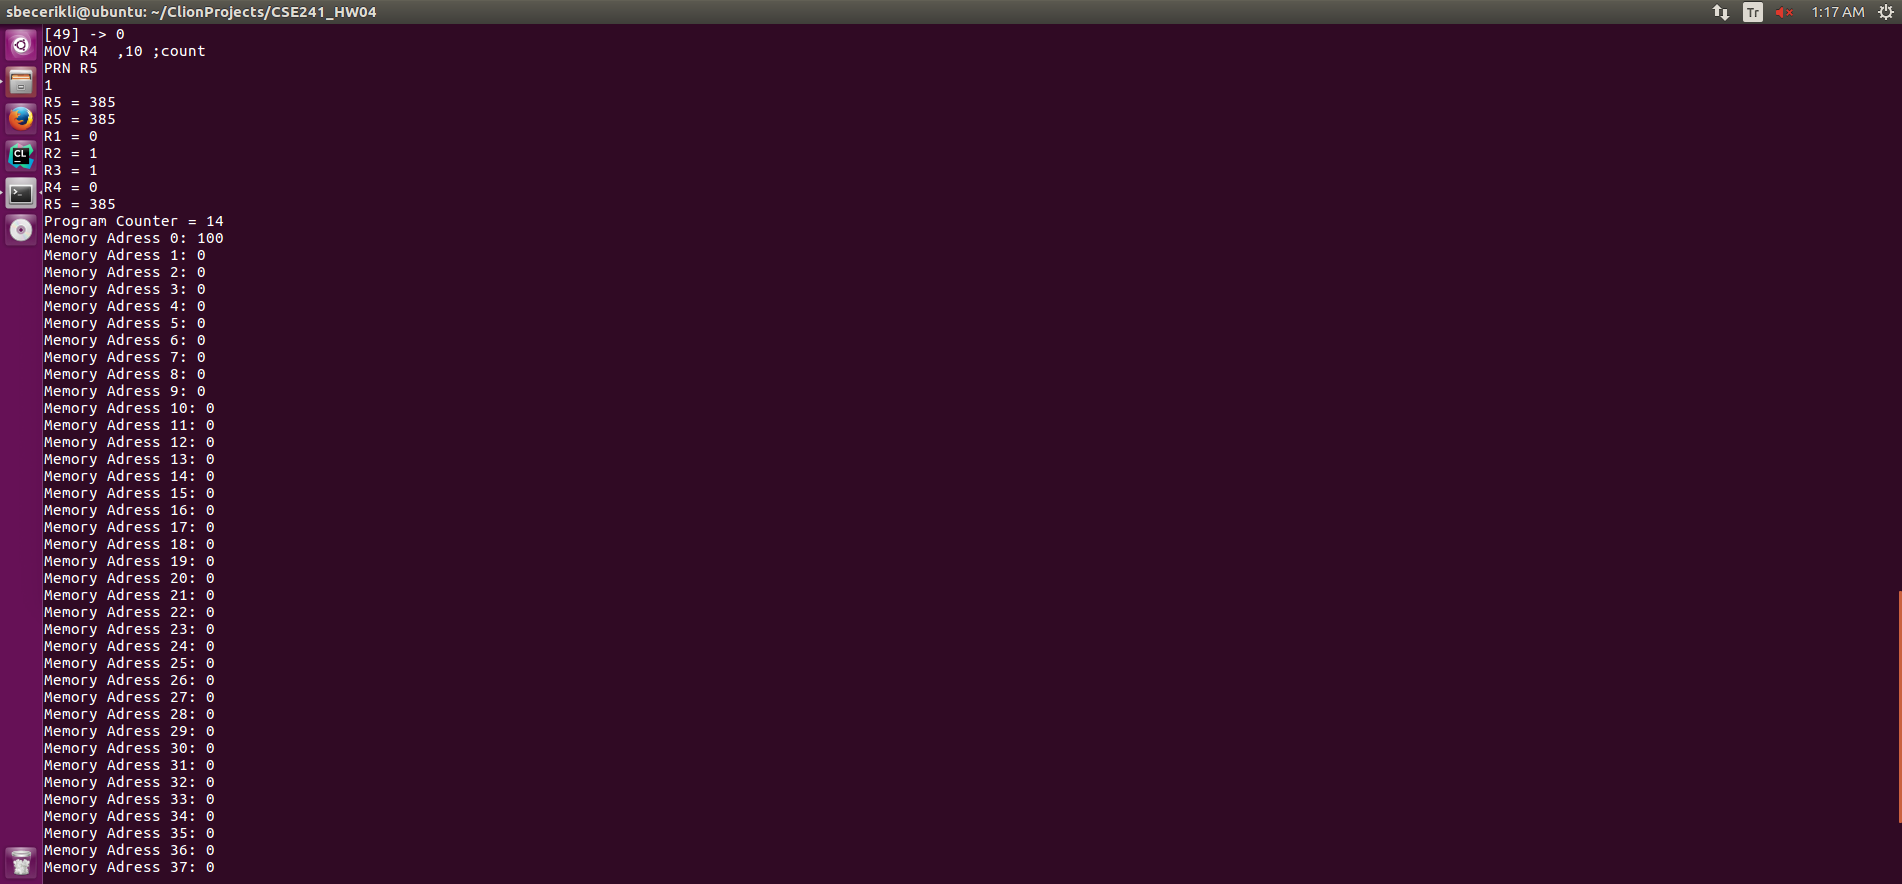 sbecerikli@ubuntu: ~/ClionProjects/CSE241_HW04
Tr
1:17 AM
[49] -> 0
MOV R4  ,10 ;count
PRN R5
1
R5 = 385
R5 = 385
R1 = 0
R2 = 1
R3 = 1
R4 = 0
R5 = 385
Program Counter = 14
Memory Adress 0: 100
Memory Adress 1: 0
Memory Adress 2: 0
Memory Adress 3: 0
Memory Adress 4: 0
Memory Adress 5: 0
Memory Adress 6: 0
Memory Adress 7: 0
Memory Adress 8: 0
Memory Adress 9: 0
Memory Adress 10: 0
Memory Adress 11: 0
Memory Adress 12: 0
Memory Adress 13: 0
Memory Adress 14: 0
Memory Adress 15: 0
Memory Adress 16: 0
Memory Adress 17: 0
Memory Adress 18: 0
Memory Adress 19: 0
Memory Adress 20: 0
Memory Adress 21: 0
Memory Adress 22: 0
Memory Adress 23: 0
Memory Adress 24: 0
Memory Adress 25: 0
Memory Adress 26: 0
Memory Adress 27: 0
Memory Adress 28: 0
Memory Adress 29: 0
Memory Adress 30: 0
Memory Adress 31: 0
Memory Adress 32: 0
Memory Adress 33: 0
Memory Adress 34: 0
Memory Adress 35: 0
Memory Adress 36: 0
Memory Adress 37: 0
CL